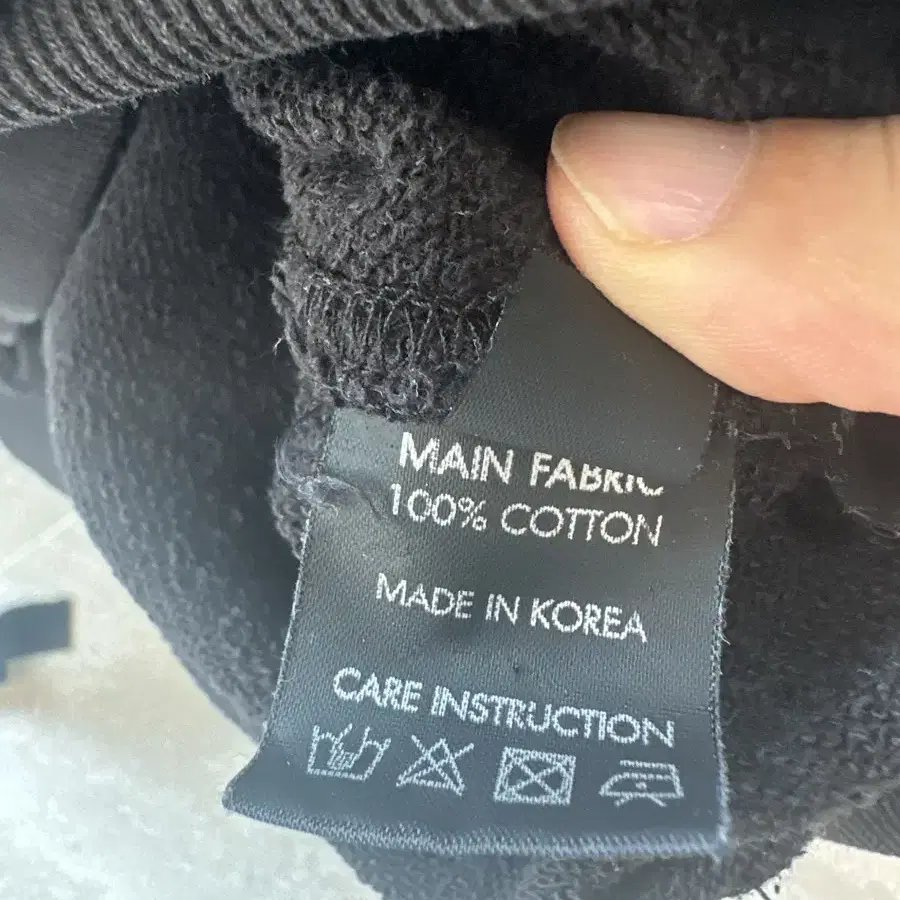 MAIN FABRIC
100% COTTON
MADE IN KOREA
CARE INSTRUCTION